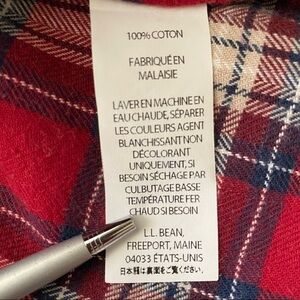 100% COTON
FABRIQUÉ EN
MALAISIE
LAVER EN MACHINE EN
EAU CHAUDE, SÉPARER
LES COULEURS AGENT
BLANCHISSANT NON
DÉCOLORANT
UNIQUEMENT, SI
BESOIN SÉCHAGE PAR
CULBUTAGE BASSE
TEMPÉRATURE FER
CHAUD SI BESOIN
L.L. BEAN,
FREEPORT, MAINE
04033 ÉTATS-UNIS
日本語は裏をご覧ください。